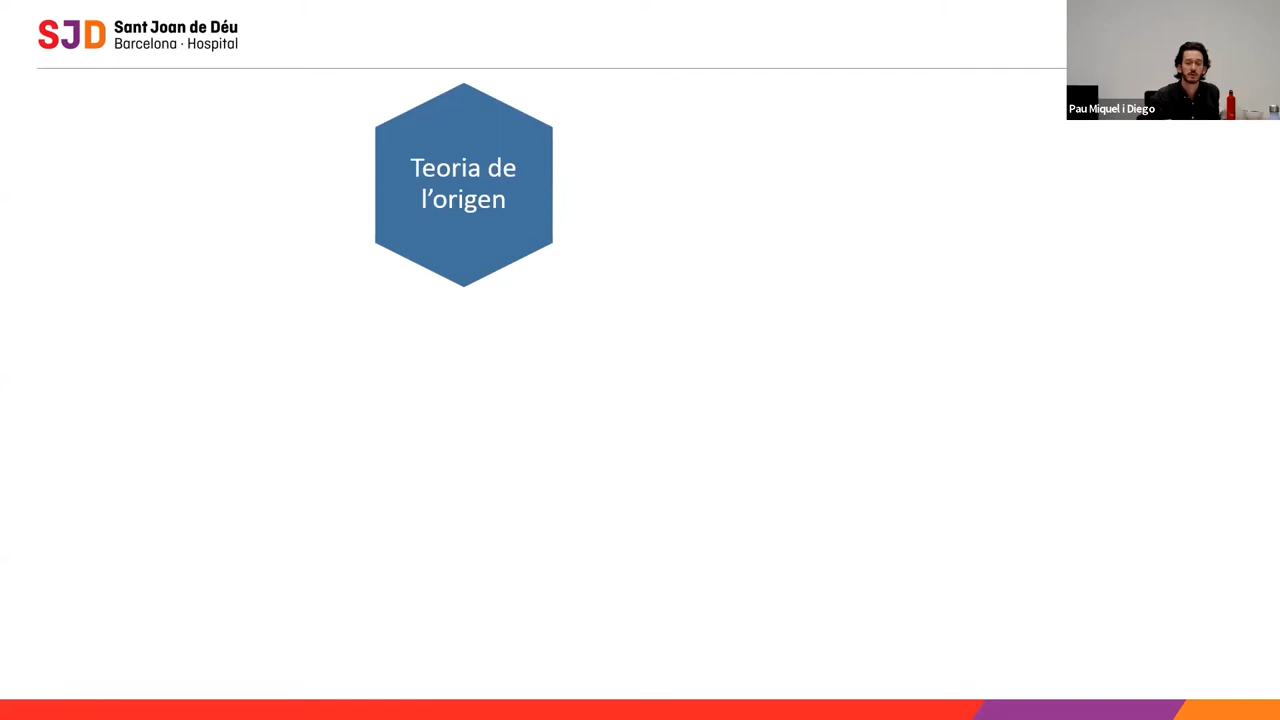 SJD
Sant Joan de Déu
Barcelona · Hospital
Pau Miquel i Diego
Teoria de
l'origen